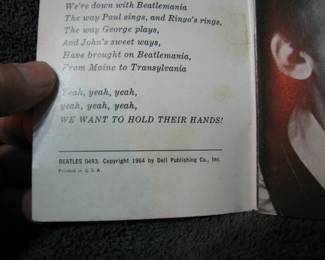 We're down with Beatlemania
The way Paul sings, and Ringo's rings,
The way George plays,
And John's sweet ways,
Have brought on Beatlemania,
From Maine to Transylvania
Yeah, yeah, yeah,
yeah, yeah, yeah,
WE WANT TO HOLD THEIR HANDS!
BEATLES 0493. Copyright 1964 by Dell Publishing Co., Inc.
Printed in U.S.A.